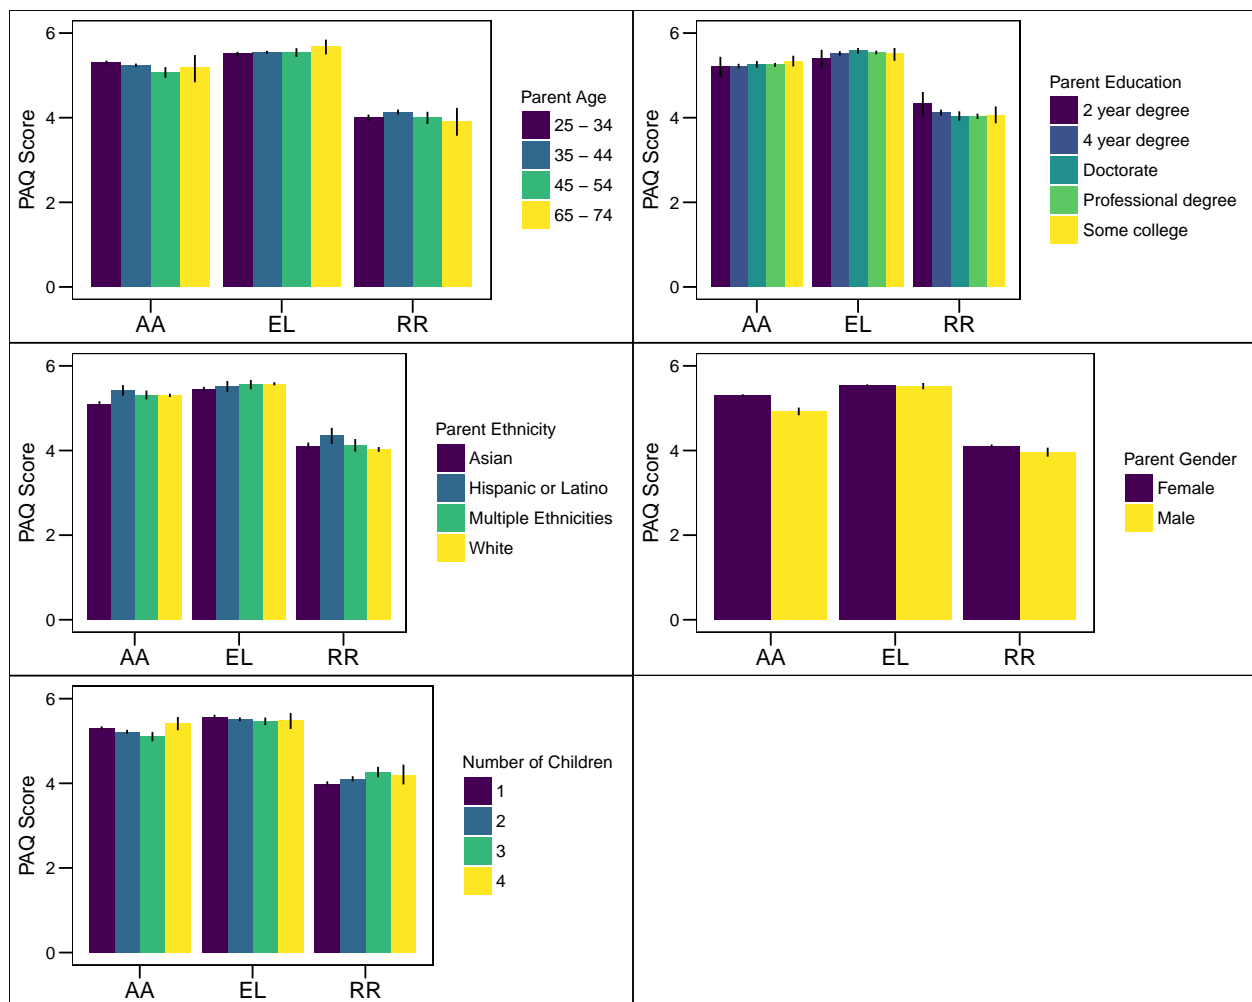 6
4
2
0
PAQ Score
AA EL RR
Parent Age
25 – 34
35 – 44
45 – 54
65 – 74
6
4
2
0
PAQ Score
AA EL RR
Parent Education
2 year degree
4 year degree
Doctorate
Professional degree
Some college
6
4
2
0
PAQ Score
AA EL RR
Parent Ethnicity
Asian
Hispanic or Latino
Multiple Ethnicities
White
6
4
2
0
PAQ Score
AA EL RR
Parent Gender
Female
Male
6
4
2
0
PAQ Score
AA EL RR
Number of Children
1
2
3
4